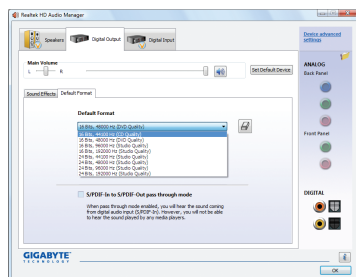 Realtek HD Audio Manager
Speakers
Digital Output
Digital Input
Device advanced
settings
Main Volume
L
R
Set Default Device
ANALOG
Back Panel
Sound Effects
Default Format
Default Format
16 Bits, 48000 Hz (DVD Quality)
16 Bits, 44100 Hz (CD Quality)
16 Bits, 48000 Hz (DVD Quality)
16 Bits, 96000 Hz (Studio Quality)
16 Bits, 192000 Hz (Studio Quality)
24 Bits, 44100 Hz (Studio Quality)
24 Bits, 48000 Hz (Studio Quality)
24 Bits, 96000 Hz (Studio Quality)
24 Bits, 192000 Hz (Studio Quality)
Front Panel
S/PDIF-In to S/PDIF-Out pass through mode
When pass through mode enabled, you will hear the sound coming
from digital audio input (S/PDIF-In). However, you will not be able
to hear the sound played by any media players.
DIGITAL
GIGABYTE
TECHNOLOGY
i
OK